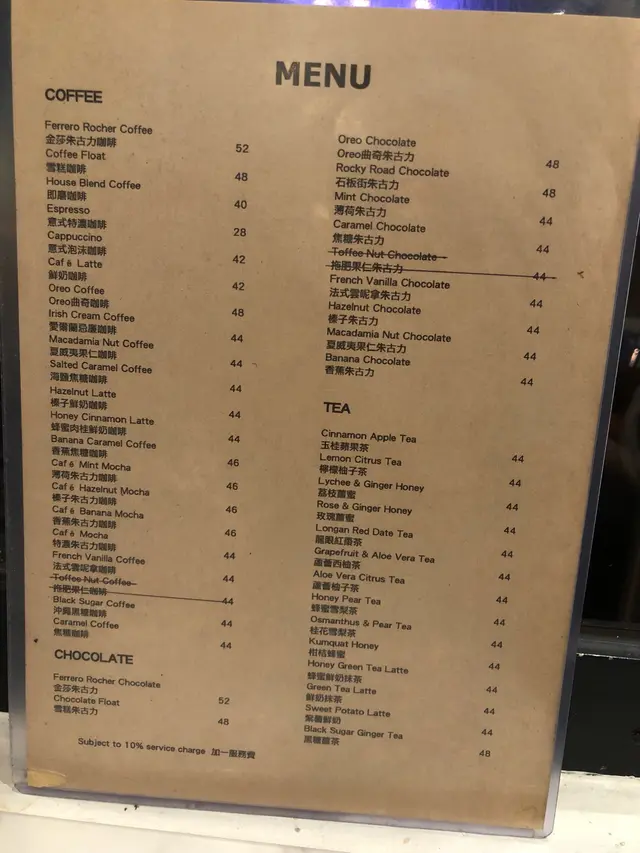 MENU
COFFEE
Ferrero Rocher Coffee
金莎朱古力咖啡
52
Coffee Float
雪糕咖啡
48
House Blend Coffee
即磨咖啡
40
Espresso
意式特濃咖啡
28
Cappuccino
意式泡沫咖啡
42
Café Latte
鮮奶咖啡
42
Oreo Coffee
Oreo曲奇咖啡
48
Irish Cream Coffee
愛爾蘭忌廉咖啡
44
Macadamia Nut Coffee
夏威夷果仁咖啡
44
Salted Caramel Coffee
海鹽焦糖咖啡
44
Hazelnut Latte
榛子鮮奶咖啡
44
Honey Cinnamon Latte
蜂蜜肉桂鮮奶咖啡
44
Banana Caramel Coffee
香蕉焦糖咖啡
46
Café Mint Mocha
薄荷朱古力咖啡
46
Café Hazelnut Mocha
榛子朱古力咖啡
46
Café Banana Mocha
香蕉朱古力咖啡
46
Café Mocha
特濃朱古力咖啡
44
French Vanilla Coffee
法式雲呢拿咖啡
44
Toffee Nut Coffee
拖肥果仁咖啡
44
Black Sugar Coffee
沖繩黑糖咖啡
44
Caramel Coffee
焦糖咖啡
44
CHOCOLATE
Ferrero Rocher Chocolate
金莎朱古力
52
Chocolate Float
雪糕朱古力
48
Subject to 10% service charge 加一服務費
Oreo Chocolate
Oreo曲奇朱古力
48
Rocky Road Chocolate
石板街朱古力
48
Mint Chocolate
薄荷朱古力
44
Caramel Chocolate
焦糖朱古力
44
Toffee Nut Chocolate
拖肥果仁朱古力
44
French Vanilla Chocolate
法式雲呢拿朱古力
44
Hazelnut Chocolate
榛子朱古力
44
Macadamia Nut Chocolate
夏威夷果仁朱古力
44
Banana Chocolate
香蕉朱古力
44
TEA
Cinnamon Apple Tea
玉桂蘋果茶
44
Lemon Citrus Tea
檸檬柚子茶
44
Lychee & Ginger Honey
荔枝薑蜜
44
Rose & Ginger Honey
玫瑰薑蜜
44
Longan Red Date Tea
龍眼紅棗茶
44
Grapefruit & Aloe Vera Tea
蘆薈西柚茶
44
Aloe Vera Citrus Tea
蘆薈柚子茶
44
Honey Pear Tea
蜂蜜雪梨茶
44
Osmanthus & Pear Tea
桂花雪梨茶
44
Kumquat Honey
柑桔蜂蜜
44
Honey Green Tea Latte
蜂蜜鮮奶抹茶
44
Green Tea Latte
鮮奶抹茶
44
Sweet Potato Latte
紫薯鮮奶
44
Black Sugar Ginger Tea
黑糖薑茶
48